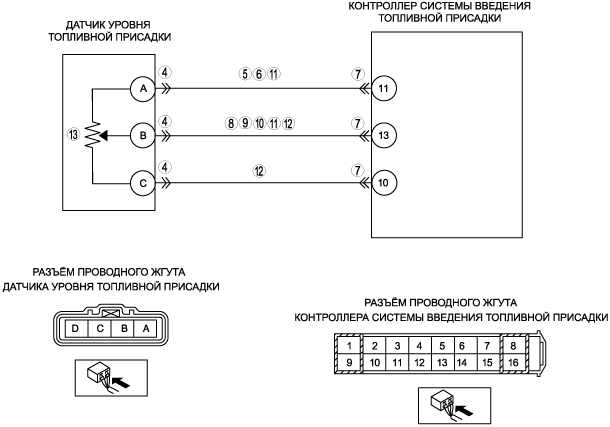 КОНТРОЛЛЕР СИСТЕМЫ ВВЕДЕНИЯ
ТОПЛИВНОЙ ПРИСАДКИ
ДАТЧИК УРОВНЯ
ТОПЛИВНОЙ ПРИСАДКИ
A 4 5 6 11 7 11
13 B 4 8 9 10 11 12 7 13
C 4 12 7 10
РАЗЪЁМ ПРОВОДНОГО ЖГУТА
ДАТЧИКА УРОВНЯ ТОПЛИВНОЙ ПРИСАДКИ
D C B A
РАЗЪЁМ ПРОВОДНОГО ЖГУТА
КОНТРОЛЛЕРА СИСТЕМЫ ВВЕДЕНИЯ ТОПЛИВНОЙ ПРИСАДКИ
1 2 3 4 5 6 7 8
9 10 11 12 13 14 15 16